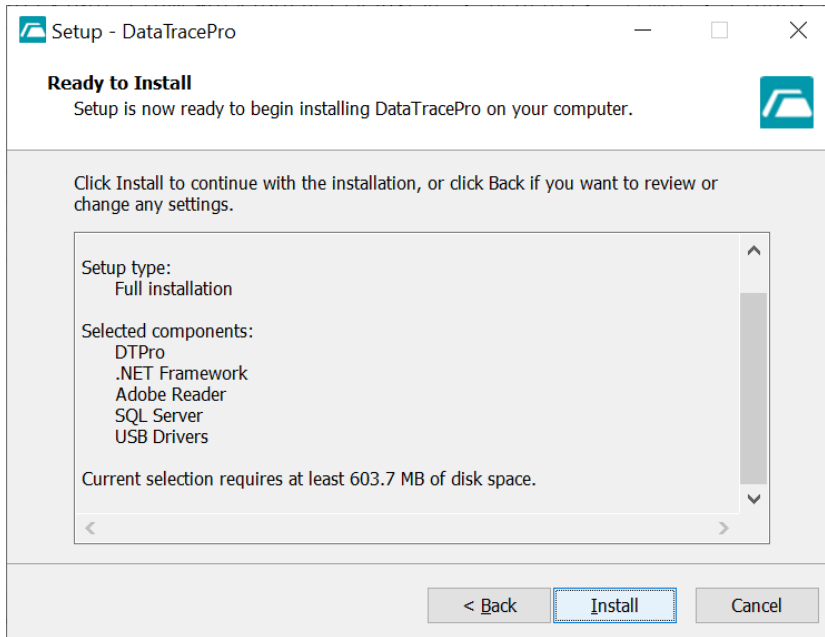 Setup - DataTracePro
Ready to Install
Setup is now ready to begin installing DataTracePro on your computer.
Click Install to continue with the installation, or click Back if you want to review or
change any settings.
Setup type:
Full installation
Selected components:
DTPro
.NET Framework
Adobe Reader
SQL Server
USB Drivers
Current selection requires at least 603.7 MB of disk space.
< Back
Install
Cancel